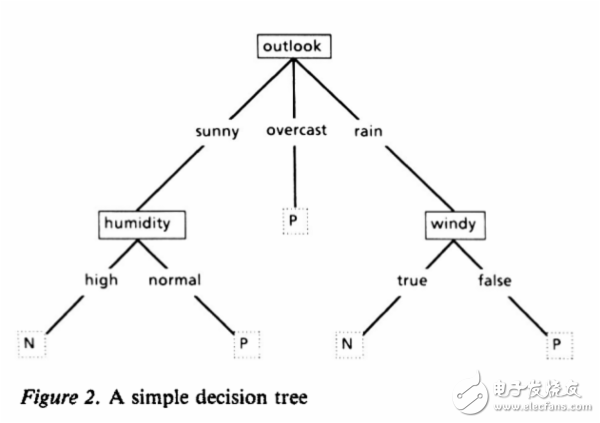 outlook
sunny overcast rain
humidity P windy
high normal true false
N P N P
Figure 2. A simple decision tree
电子发烧友
www.elecfans.com